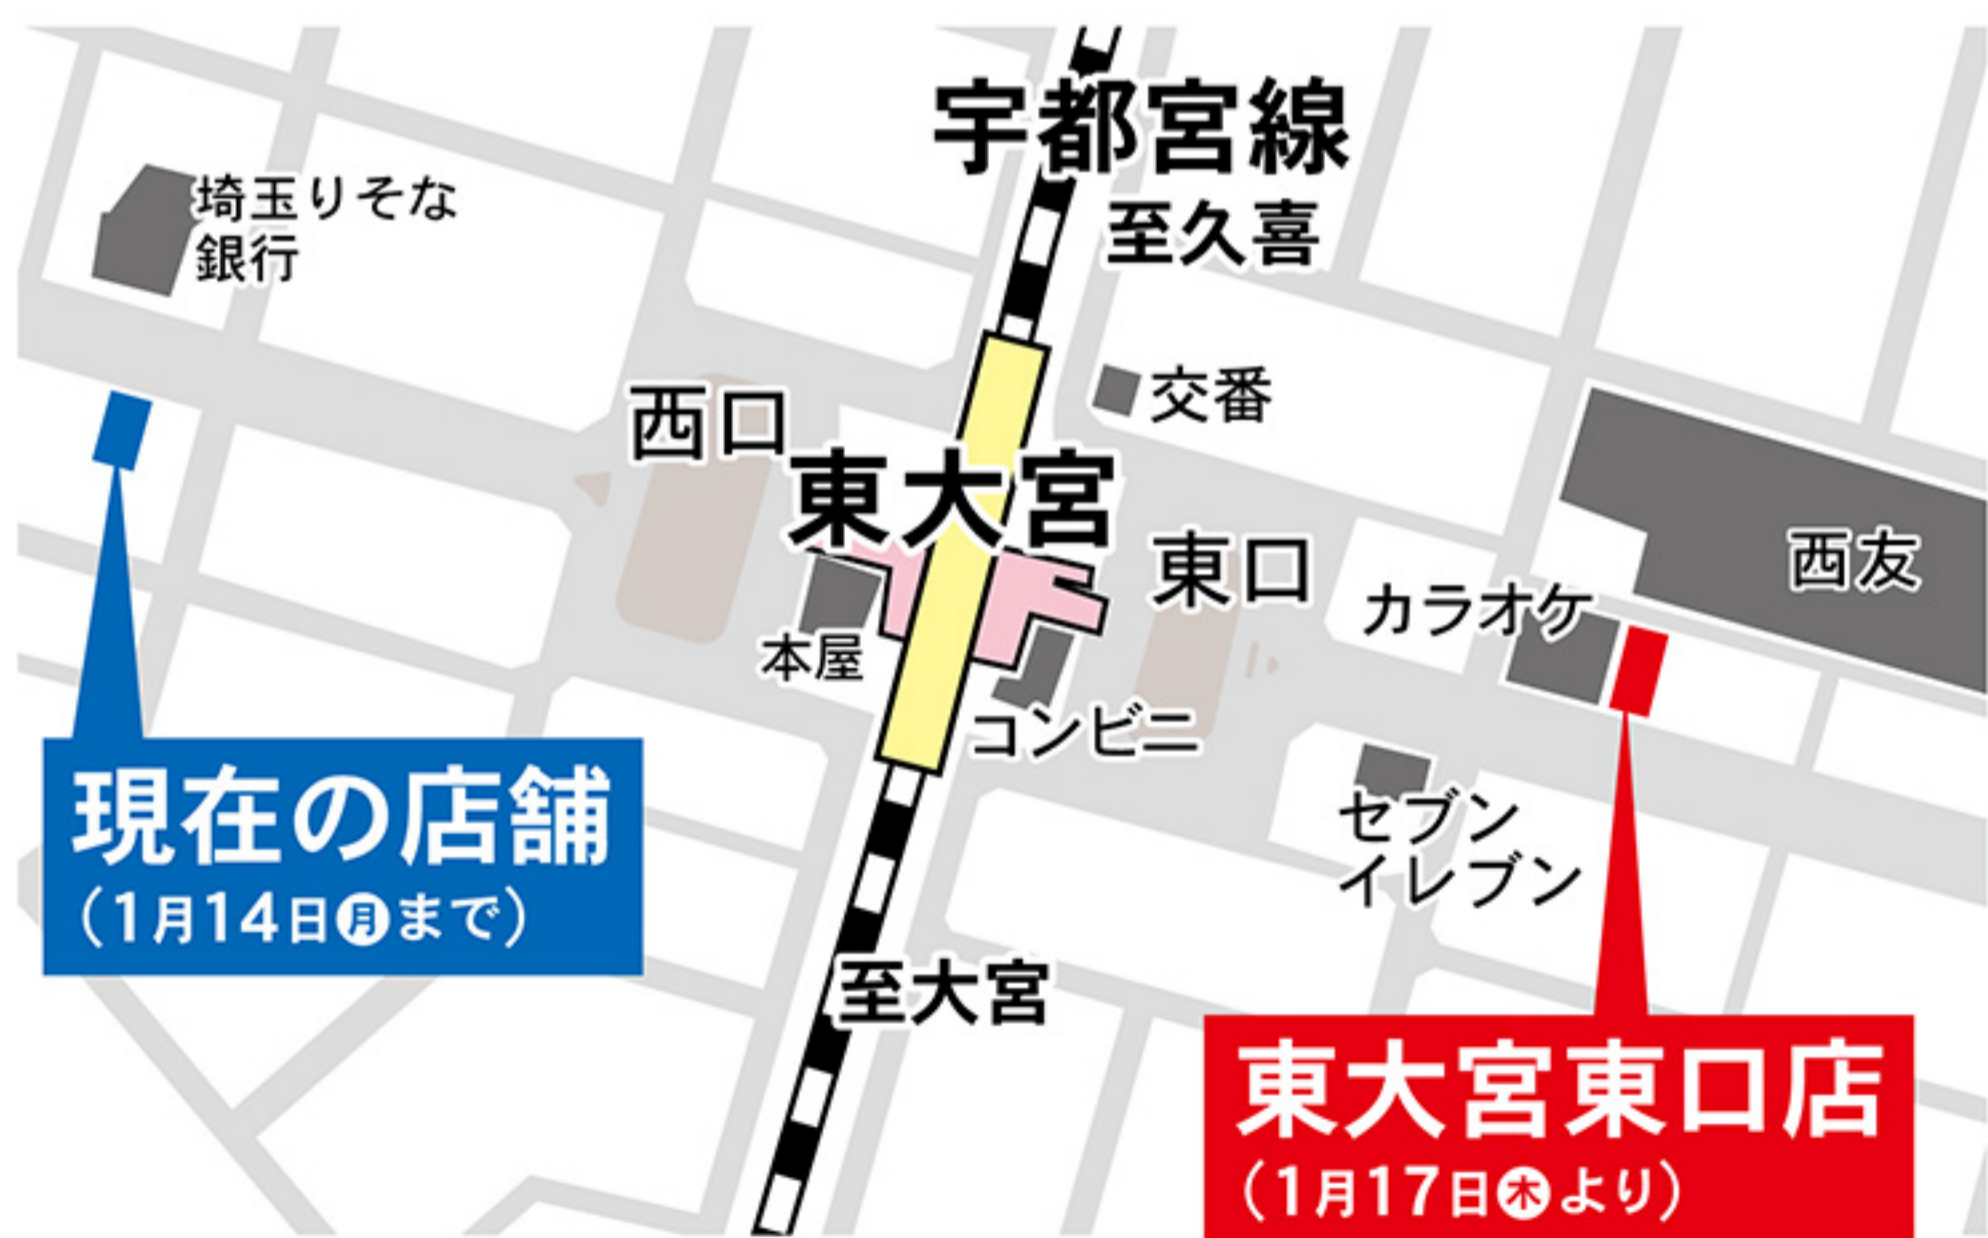 宇都宮線
至久喜
埼玉りそな
銀行
交番
西口
東大宮
東口
西友
カラオケ
本屋
コンビニ
セブン
イレブン
現在の店舗
（1月14日㊊まで）
至大宮
東大宮東口店
（1月17日㊍より）